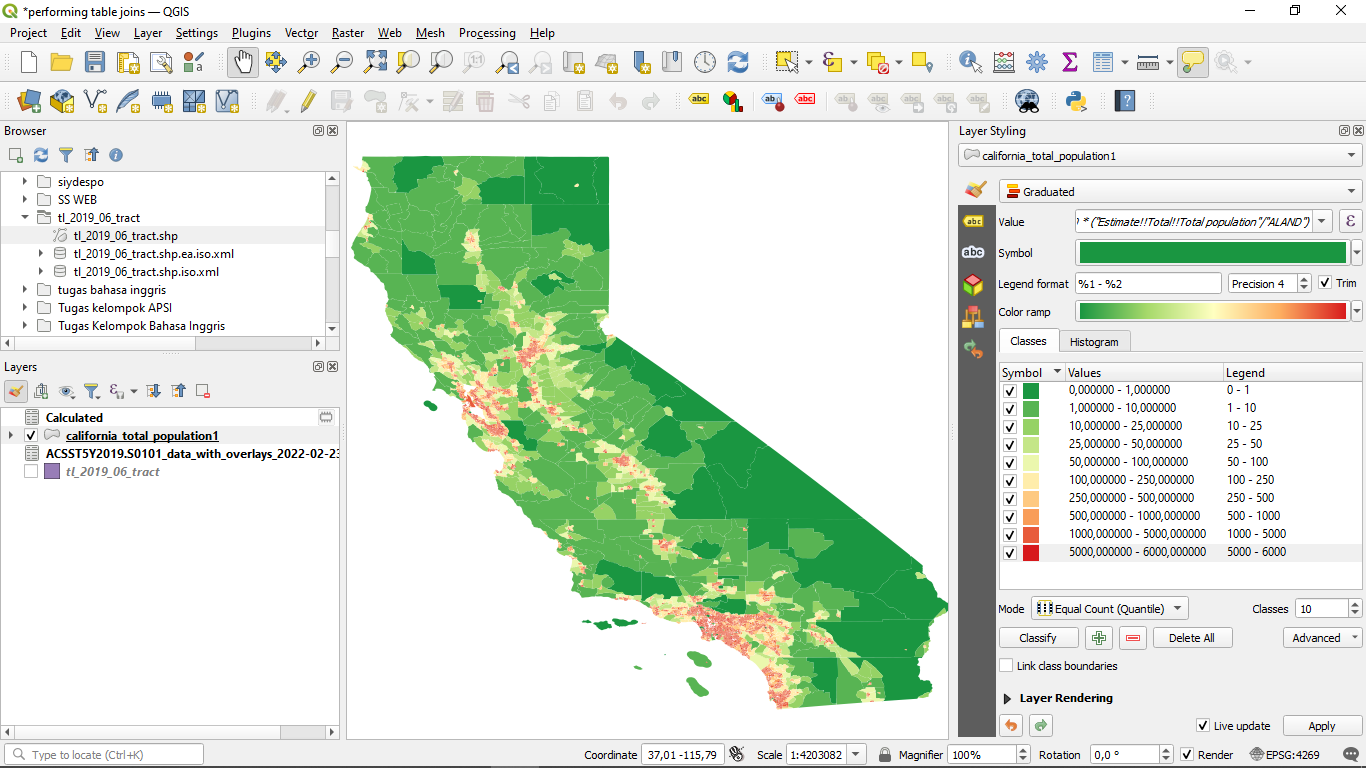 *performing table joins — QGIS
Project Edit View Layer Settings Plugins Vector Raster Web Mesh Processing Help
Browser
siydespo
SS WEB
tl_2019_06_tract
tl_2019_06_tract.shp
tl_2019_06_tract.shp.ea.iso.xml
tl_2019_06_tract.shp.iso.xml
tugas bahasa inggris
Tugas kelompok APSI
Tugas Kelompok Bahasa Inggris
Layers
Calculated
california_total_population1
ACSST5Y2019.S0101_data_with_overlays_2022-02-23
tl_2019_06_tract
Layer Styling
california_total_population1
Graduated
Value * ("Estimate!!Total!!Total population"/"ALAND") ε
Symbol
Legend format %1 - %2 Precision 4 Trim
Color ramp
Classes Histogram
Symbol Values Legend
0,000000 - 1,000000 0 - 1
1,000000 - 10,000000 1 - 10
10,000000 - 25,000000 10 - 25
25,000000 - 50,000000 25 - 50
50,000000 - 100,000000 50 - 100
100,000000 - 250,000000 100 - 250
250,000000 - 500,000000 250 - 500
500,000000 - 1000,000000 500 - 1000
1000,000000 - 5000,000000 1000 - 5000
5000,000000 - 6000,000000 5000 - 6000
Mode Equal Count (Quantile) Classes 10
Classify Delete All Advanced
Link class boundaries
Layer Rendering
Live update Apply
Type to locate (Ctrl+K) Coordinate 37,01 -115,79 Scale 1:4203082 Magnifier 100% Rotation 0,0 ° Render EPSG:4269